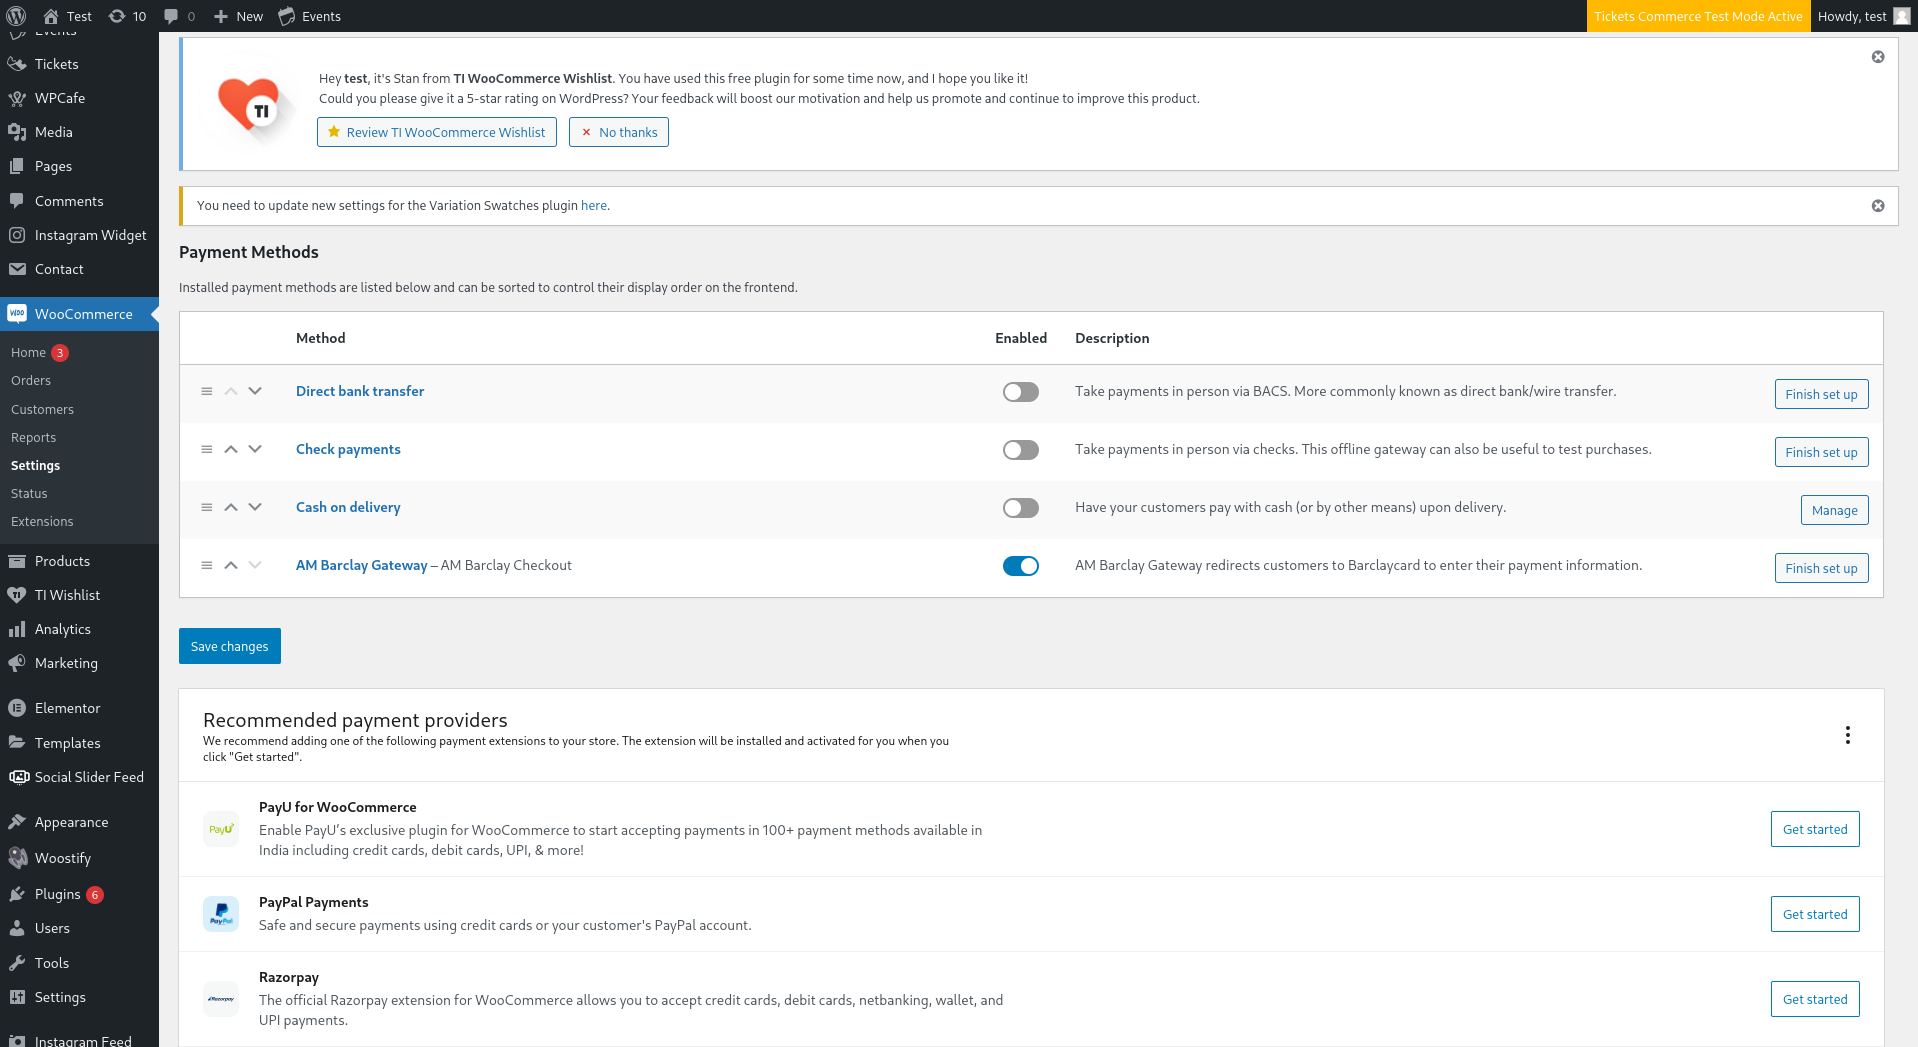 Test
10
0
New
Events
Tickets Commerce Test Mode Active
Howdy, test
Events
Tickets
WPCafe
Media
Pages
Comments
Instagram Widget
Contact
WooCommerce
Home 3
Orders
Customers
Reports
Settings
Status
Extensions
Products
TI Wishlist
Analytics
Marketing
Elementor
Templates
Social Slider Feed
Appearance
Woostify
Plugins 6
Users
Tools
Settings
Instagram Feed
TI
Hey test, it's Stan from TI WooCommerce Wishlist. You have used this free plugin for some time now, and I hope you like it!
Could you please give it a 5-star rating on WordPress? Your feedback will boost our motivation and help us promote and continue to improve this product.
Review TI WooCommerce Wishlist
No thanks
You need to update new settings for the Variation Swatches plugin here.
Payment Methods
Installed payment methods are listed below and can be sorted to control their display order on the frontend.
Method Enabled Description
Direct bank transfer Take payments in person via BACS. More commonly known as direct bank/wire transfer. Finish set up
Check payments Take payments in person via checks. This offline gateway can also be useful to test purchases. Finish set up
Cash on delivery Have your customers pay with cash (or by other means) upon delivery. Manage
AM Barclay Gateway – AM Barclay Checkout AM Barclay Gateway redirects customers to Barclaycard to enter their payment information. Finish set up
Save changes
Recommended payment providers
We recommend adding one of the following payment extensions to your store. The extension will be installed and activated for you when you
click "Get started".
PayU
PayU for WooCommerce
Enable PayU's exclusive plugin for WooCommerce to start accepting payments in 100+ payment methods available in
India including credit cards, debit cards, UPI, & more!
Get started
PayPal
PayPal Payments
Safe and secure payments using credit cards or your customer's PayPal account.
Get started
Razorpay
Razorpay
The official Razorpay extension for WooCommerce allows you to accept credit cards, debit cards, netbanking, wallet, and
UPI payments.
Get started